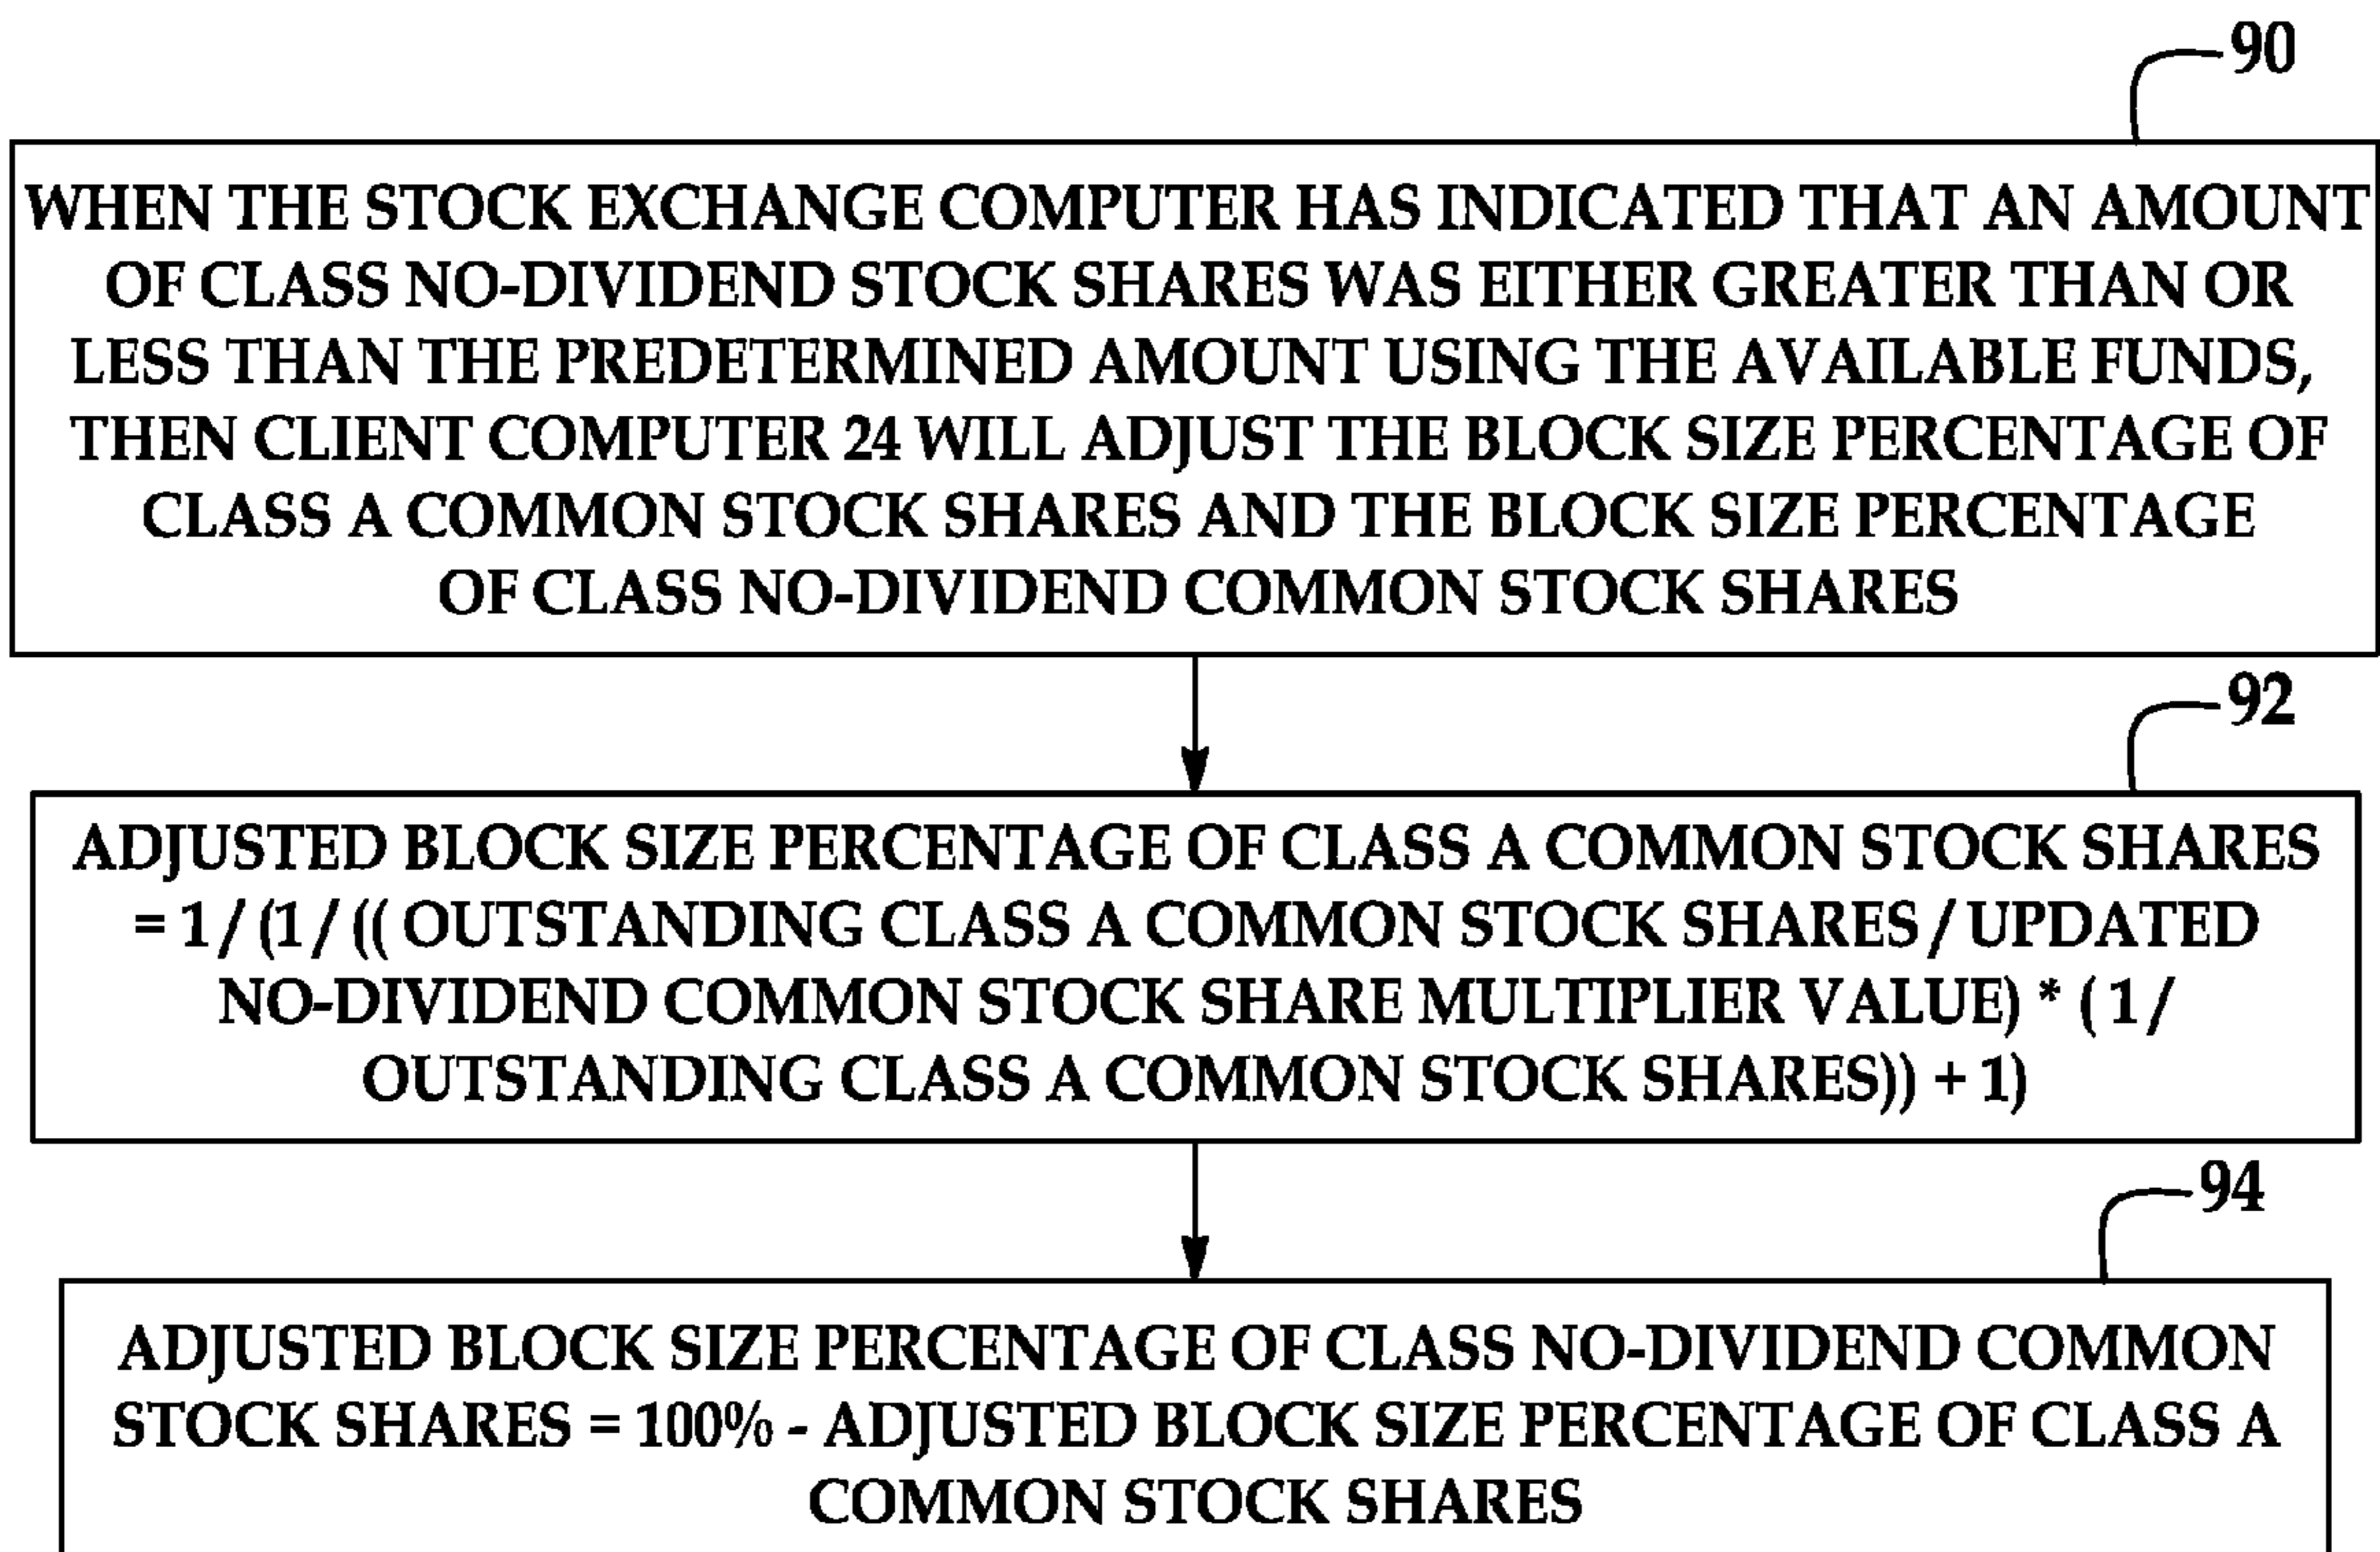 90
WHEN THE STOCK EXCHANGE COMPUTER HAS INDICATED THAT AN AMOUNT
OF CLASS NO-DIVIDEND STOCK SHARES WAS EITHER GREATER THAN OR
LESS THAN THE PREDETERMINED AMOUNT USING THE AVAILABLE FUNDS,
THEN CLIENT COMPUTER 24 WILL ADJUST THE BLOCK SIZE PERCENTAGE OF
CLASS A COMMON STOCK SHARES AND THE BLOCK SIZE PERCENTAGE
OF CLASS NO-DIVIDEND COMMON STOCK SHARES
92
ADJUSTED BLOCK SIZE PERCENTAGE OF CLASS A COMMON STOCK SHARES
= 1 / (1 / (( OUTSTANDING CLASS A COMMON STOCK SHARES / UPDATED
NO-DIVIDEND COMMON STOCK SHARE MULTIPLIER VALUE) * ( 1 /
OUTSTANDING CLASS A COMMON STOCK SHARES)) + 1)
94
ADJUSTED BLOCK SIZE PERCENTAGE OF CLASS NO-DIVIDEND COMMON
STOCK SHARES = 100% - ADJUSTED BLOCK SIZE PERCENTAGE OF CLASS A
COMMON STOCK SHARES